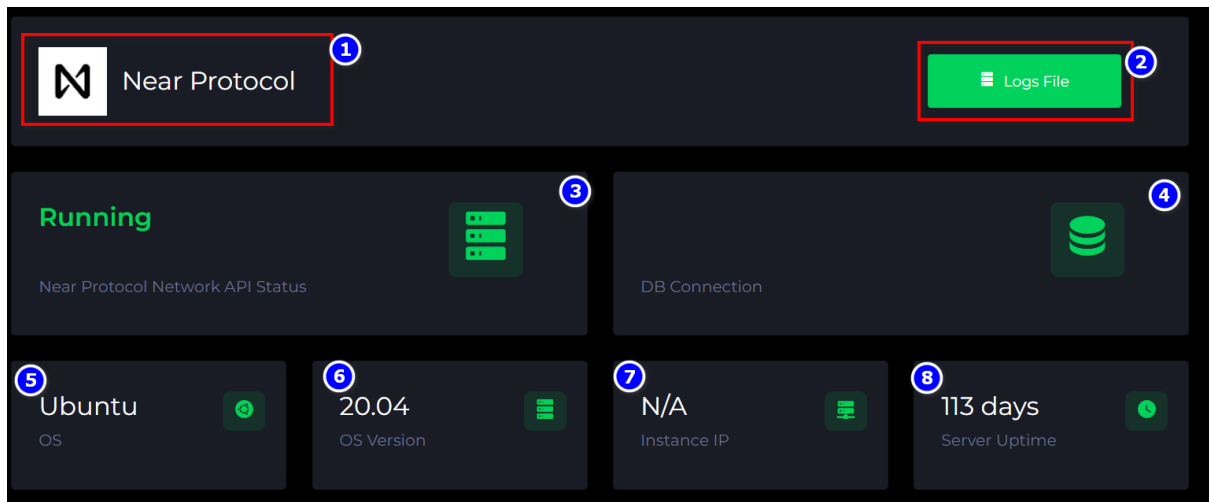 Near Protocol
1
Logs File
2
3
Running
Near Protocol Network API Status
4
DB Connection
5
Ubuntu
OS
6
20.04
OS Version
7
N/A
Instance IP
8
113 days
Server Uptime